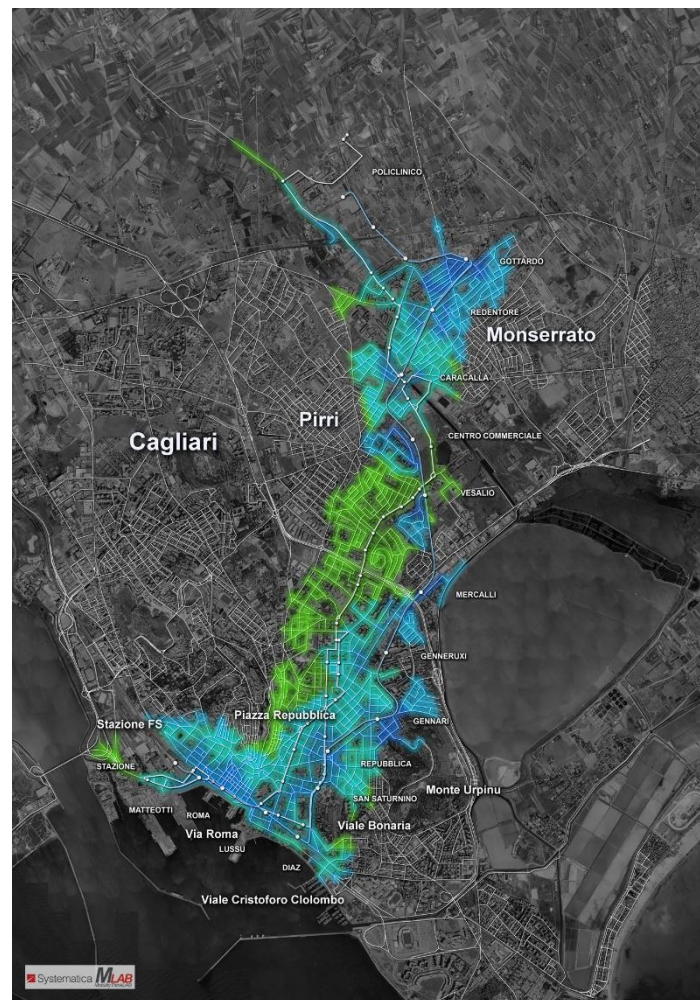 POLICLINICO
GOTTARDO
REDENTORE
Monserrato
CARACALLA
Pirri
Cagliari
CENTRO COMMERCIALE
VESALIO
MERCALLI
GENNERUXI
GENNARI
Piazza Repubblica
Stazione FS
STAZIONE
REPUBBLICA
Monte Urpinu
SAN SATURNINO
MATTEOTTI
ROMA
Viale Bonaria
Via Roma
LUSSU
DIAZ
Viale Cristoforo Clolombo
Systematica MLAB